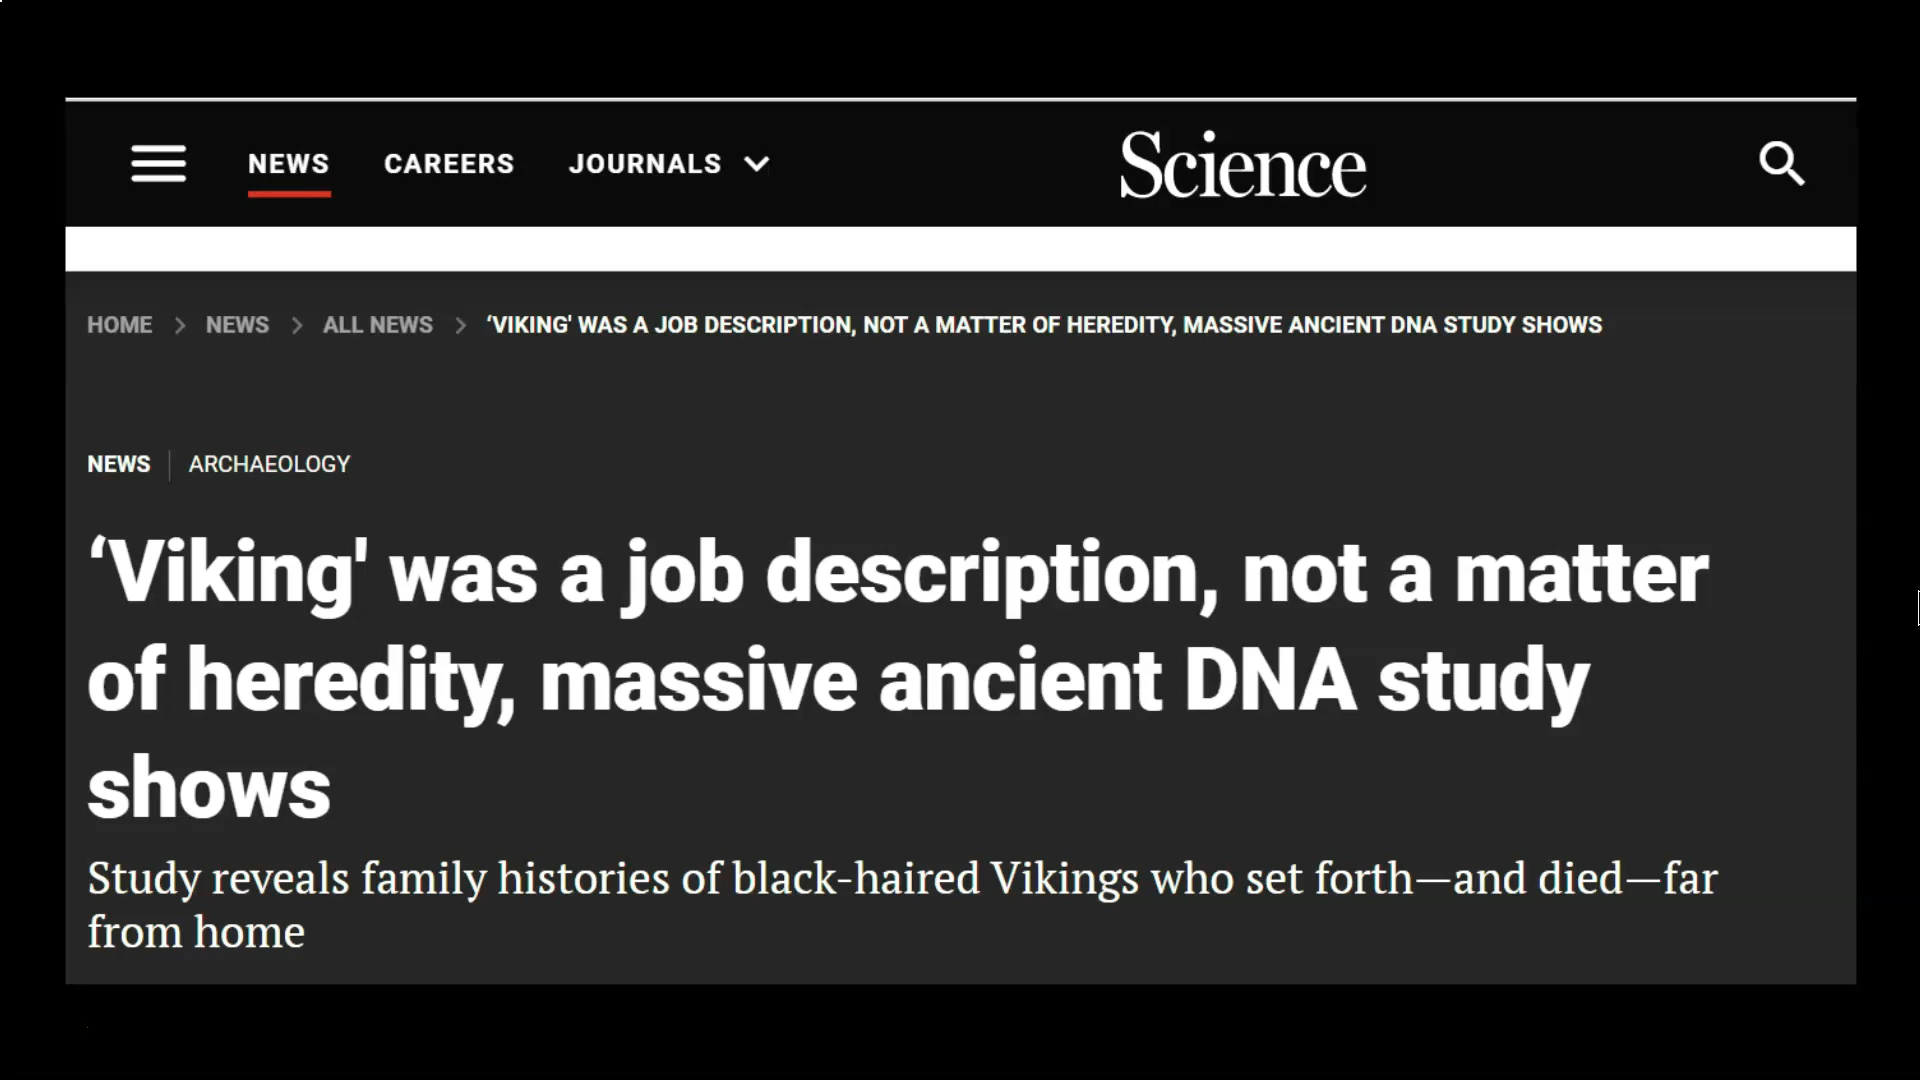 NEWS CAREERS JOURNALS Science
HOME NEWS ALL NEWS ‘VIKING' WAS A JOB DESCRIPTION, NOT A MATTER OF HEREDITY, MASSIVE ANCIENT DNA STUDY SHOWS
NEWS ARCHAEOLOGY
‘Viking' was a job description, not a matter
of heredity, massive ancient DNA study
shows
Study reveals family histories of black-haired Vikings who set forth—and died—far
from home